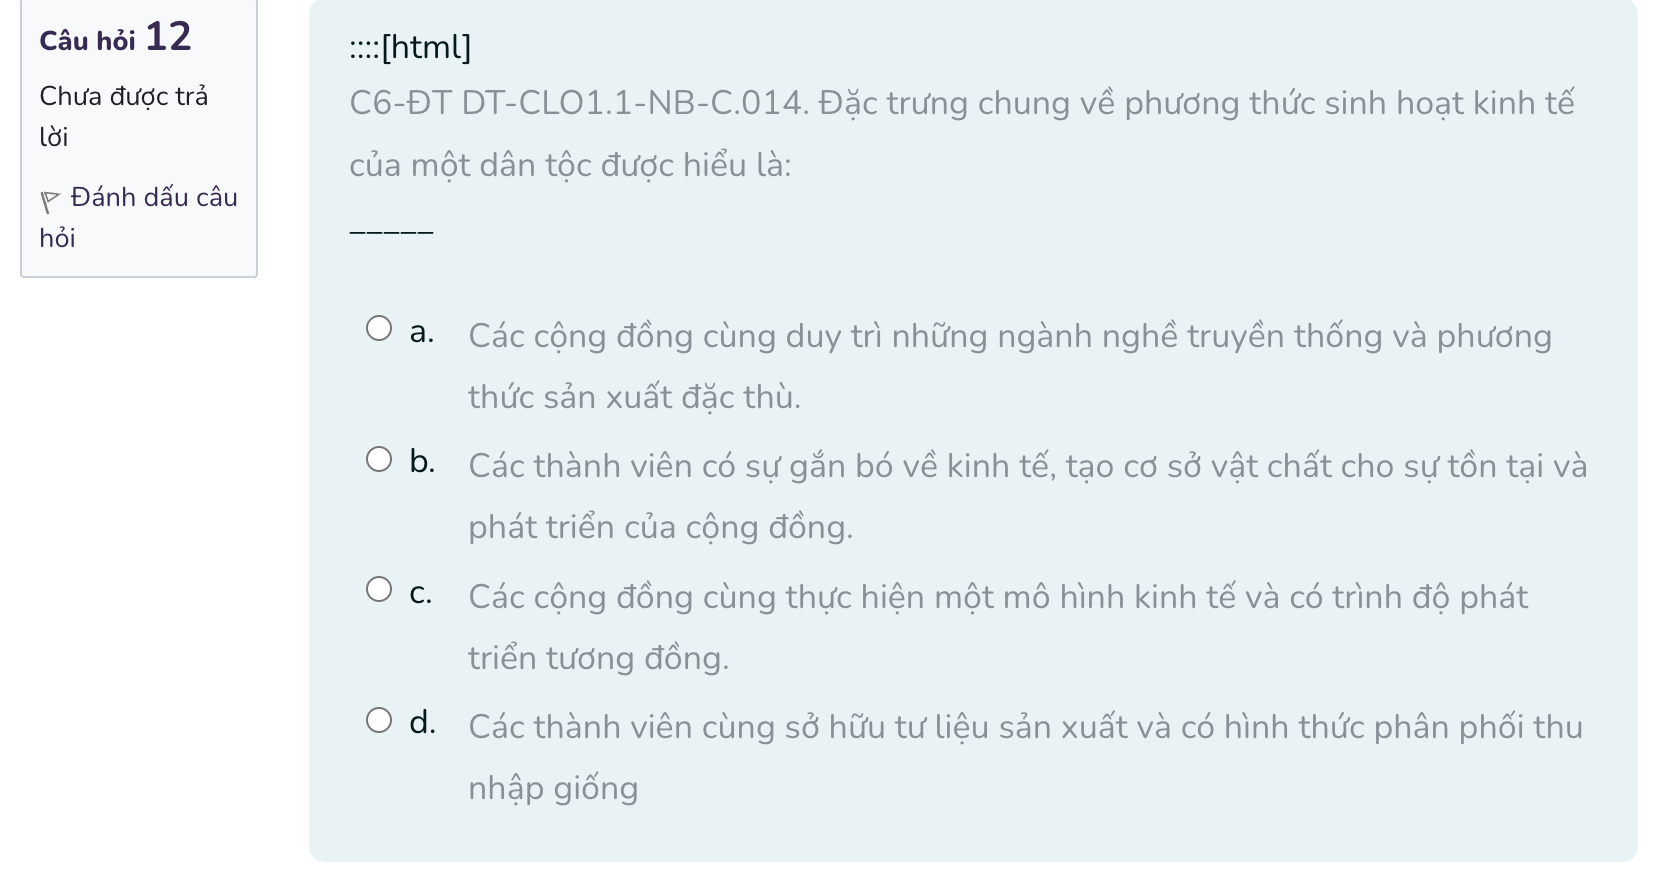 Câu hỏi 12
Chưa được trả
lời
Đánh dấu câu
hỏi
::::[html]
C6-ĐT DT-CLO1.1-NB-C.014. Đặc trưng chung về phương thức sinh hoạt kinh tế
của một dân tộc được hiểu là:
_____
a. Các cộng đồng cùng duy trì những ngành nghề truyền thống và phương
thức sản xuất đặc thù.
b. Các thành viên có sự gắn bó về kinh tế, tạo cơ sở vật chất cho sự tồn tại và
phát triển của cộng đồng.
c. Các cộng đồng cùng thực hiện một mô hình kinh tế và có trình độ phát
triển tương đồng.
d. Các thành viên cùng sở hữu tư liệu sản xuất và có hình thức phân phối thu
nhập giống